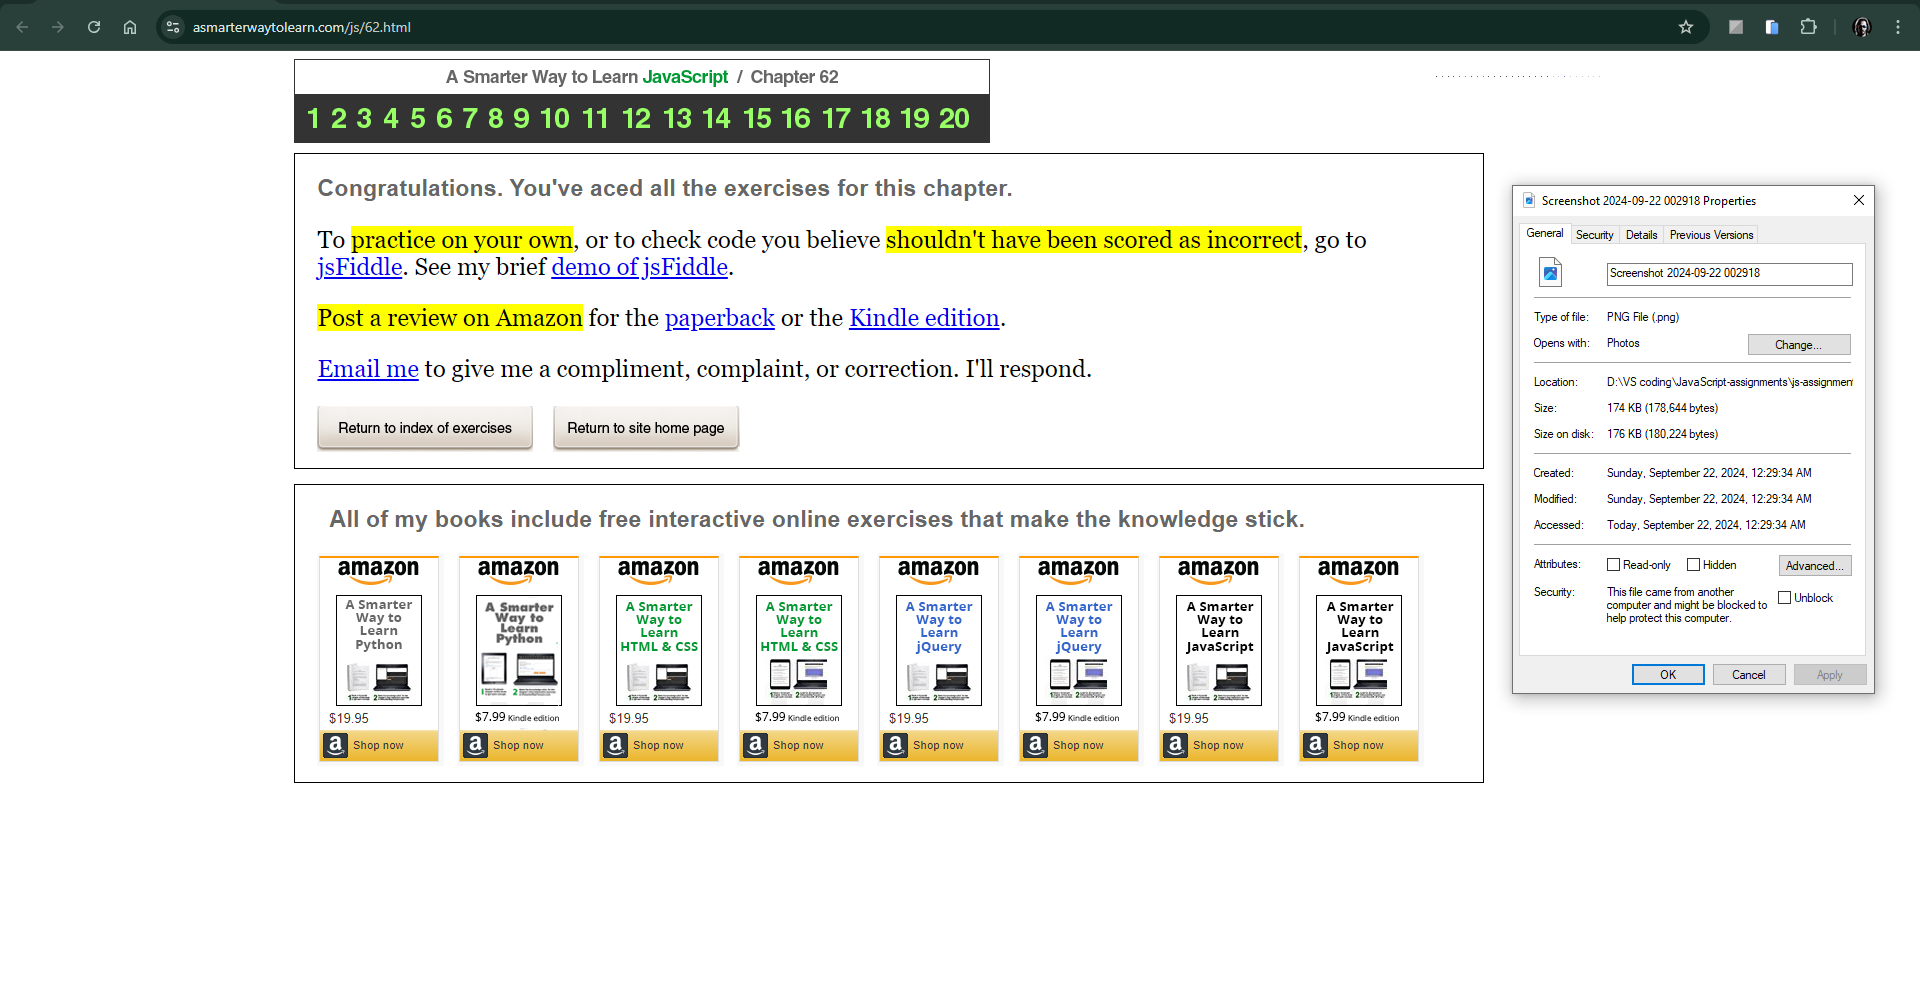 asmarterwaytolearn.com/js/62.html
A Smarter Way to Learn JavaScript / Chapter 62
1 2 3 4 5 6 7 8 9 10 11 12 13 14 15 16 17 18 19 20
Congratulations. You've aced all the exercises for this chapter.
To practice on your own, or to check code you believe shouldn't have been scored as incorrect, go to
jsFiddle. See my brief demo of jsFiddle.
Post a review on Amazon for the paperback or the Kindle edition.
Email me to give me a compliment, complaint, or correction. I'll respond.
Return to index of exercises
Return to site home page
All of my books include free interactive online exercises that make the knowledge stick.
amazon
A Smarter
Way to
Learn
Python
$19.95
a Shop now
amazon
A Smarter
Way to
Learn
Python
$7.99 Kindle edition
a Shop now
amazon
A Smarter
Way to
Learn
HTML & CSS
$19.95
a Shop now
amazon
A Smarter
Way to
Learn
HTML & CSS
$7.99 Kindle edition
a Shop now
amazon
A Smarter
Way to
Learn
jQuery
$19.95
a Shop now
amazon
A Smarter
Way to
Learn
jQuery
$7.99 Kindle edition
a Shop now
amazon
A Smarter
Way to
Learn
JavaScript
$19.95
a Shop now
amazon
A Smarter
Way to
Learn
JavaScript
$7.99 Kindle edition
a Shop now
Screenshot 2024-09-22 002918 Properties
General Security Details Previous Versions
Screenshot 2024-09-22 002918
Type of file: PNG File (.png)
Opens with: Photos Change...
Location: D:\VS coding\JavaScript-assignments\js-assignmen
Size: 174 KB (178,644 bytes)
Size on disk: 176 KB (180,224 bytes)
Created: Sunday, September 22, 2024, 12:29:34 AM
Modified: Sunday, September 22, 2024, 12:29:34 AM
Accessed: Today, September 22, 2024, 12:29:34 AM
Attributes: Read-only Hidden Advanced...
Security: This file came from another
computer and might be blocked to
help protect this computer.
Unblock
OK Cancel Apply